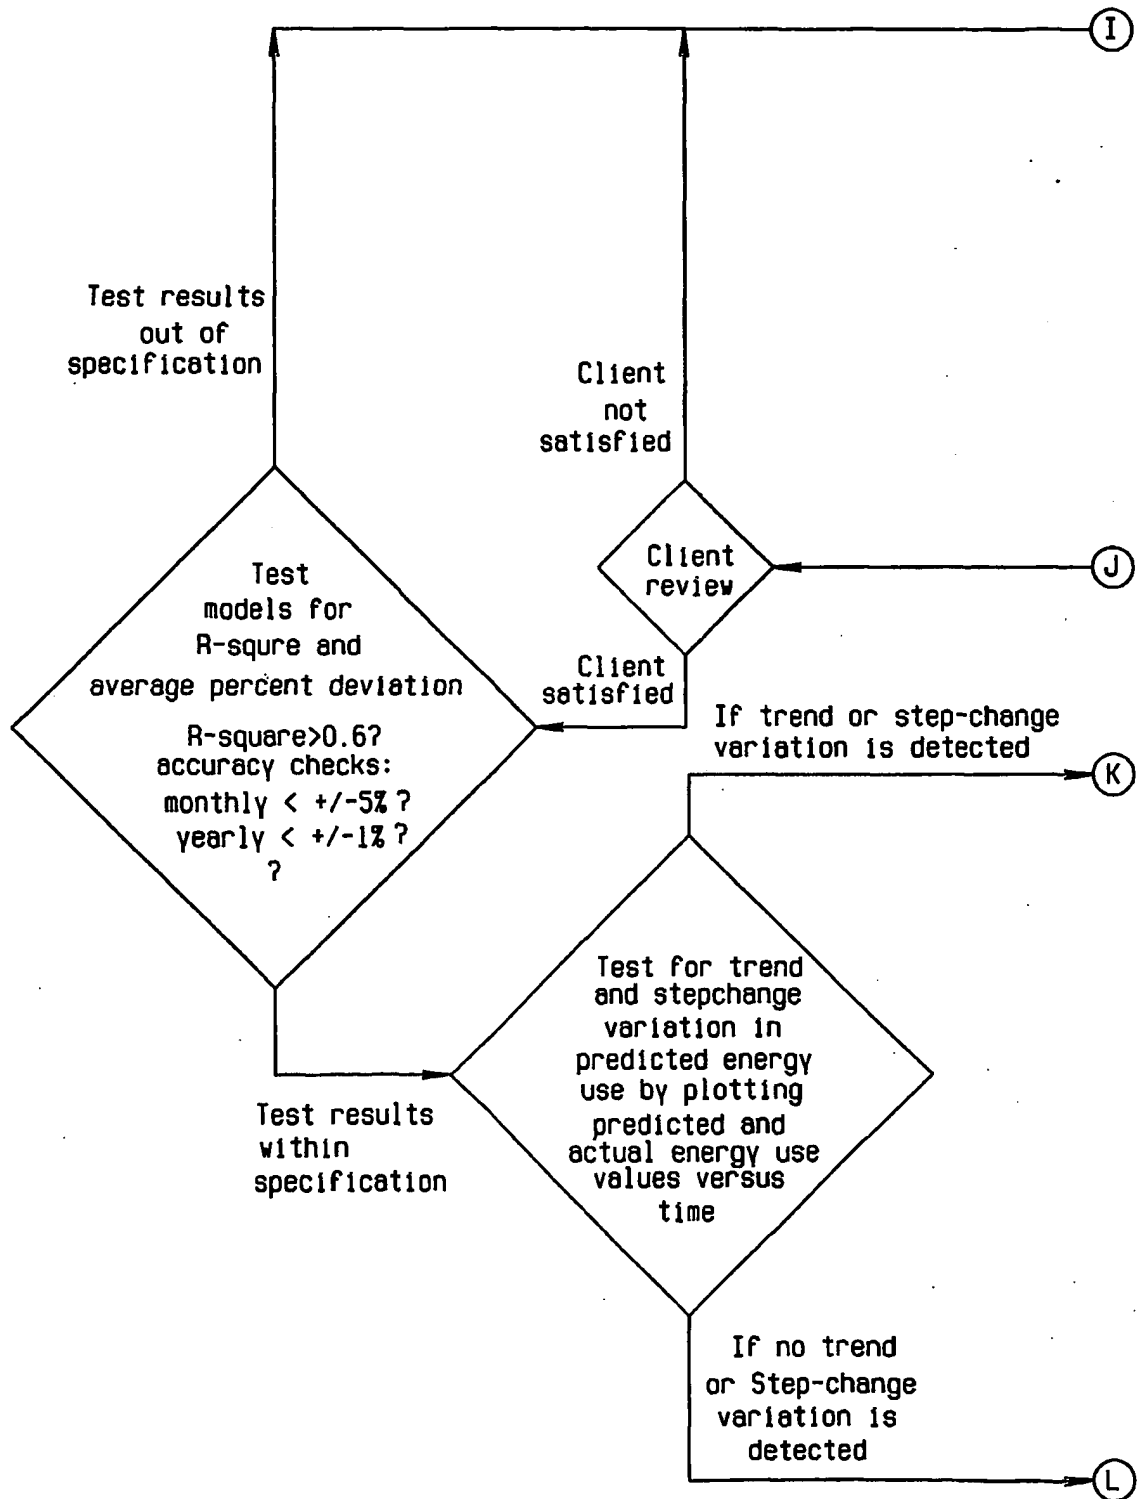 I
Test results
out of
specification
Client
not
satisfied
Client
review
J
Test
models for
R-squre and
average percent deviation
R-square>0.6?
accuracy checks:
monthly < +/-5% ?
yearly < +/-1% ?
?
Client
satisfied
If trend or step-change
variation is detected
K
Test for trend
and stepchange
variation in
predicted energy
use by plotting
predicted and
actual energy use
values versus
time
Test results
within
specification
If no trend
or Step-change
variation is
detected
L